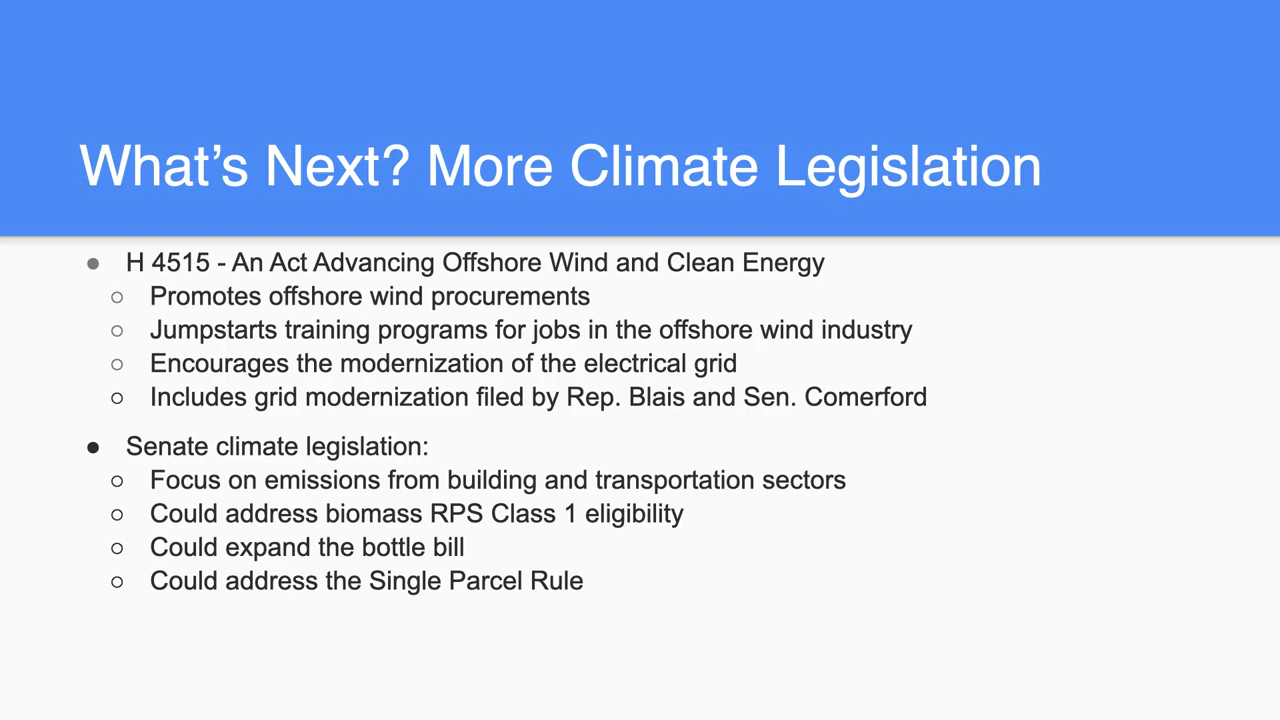 What’s Next? More Climate Legislation
● H 4515 - An Act Advancing Offshore Wind and Clean Energy
○ Promotes offshore wind procurements
○ Jumpstarts training programs for jobs in the offshore wind industry
○ Encourages the modernization of the electrical grid
○ Includes grid modernization filed by Rep. Blais and Sen. Comerford
● Senate climate legislation:
○ Focus on emissions from building and transportation sectors
○ Could address biomass RPS Class 1 eligibility
○ Could expand the bottle bill
○ Could address the Single Parcel Rule